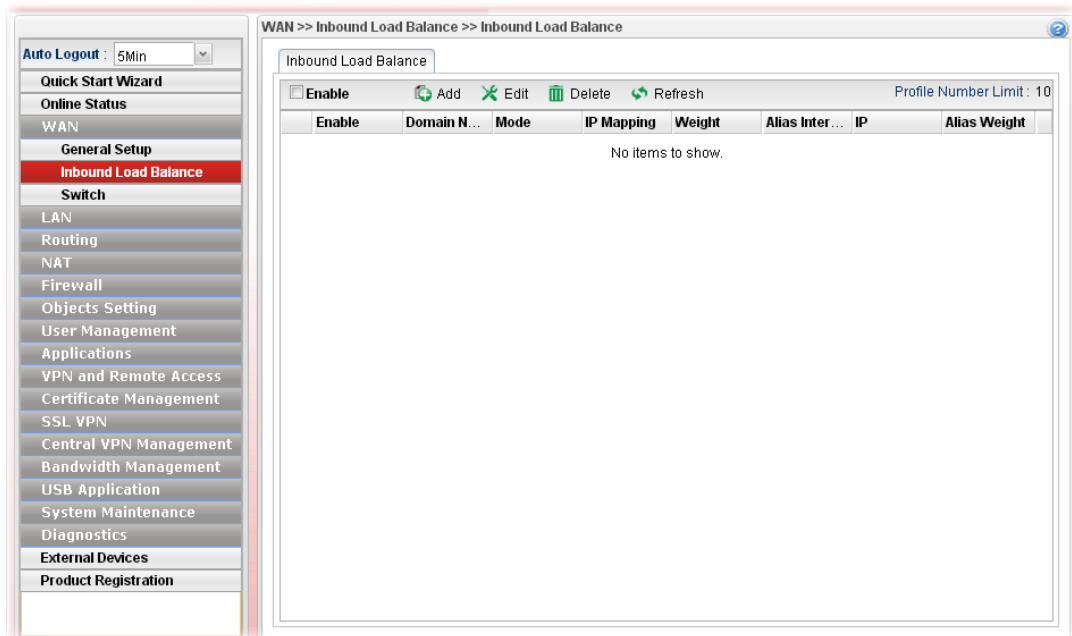 WAN >> Inbound Load Balance >> Inbound Load Balance
Auto Logout : 5Min
Quick Start Wizard
Online Status
WAN
General Setup
Inbound Load Balance
Switch
LAN
Routing
NAT
Firewall
Objects Setting
User Management
Applications
VPN and Remote Access
Certificate Management
SSL VPN
Central VPN Management
Bandwidth Management
USB Application
System Maintenance
Diagnostics
External Devices
Product Registration
Inbound Load Balance
Enable Add Edit Delete Refresh Profile Number Limit : 10
Enable Domain N... Mode IP Mapping Weight Alias Inter... IP Alias Weight
No items to show.